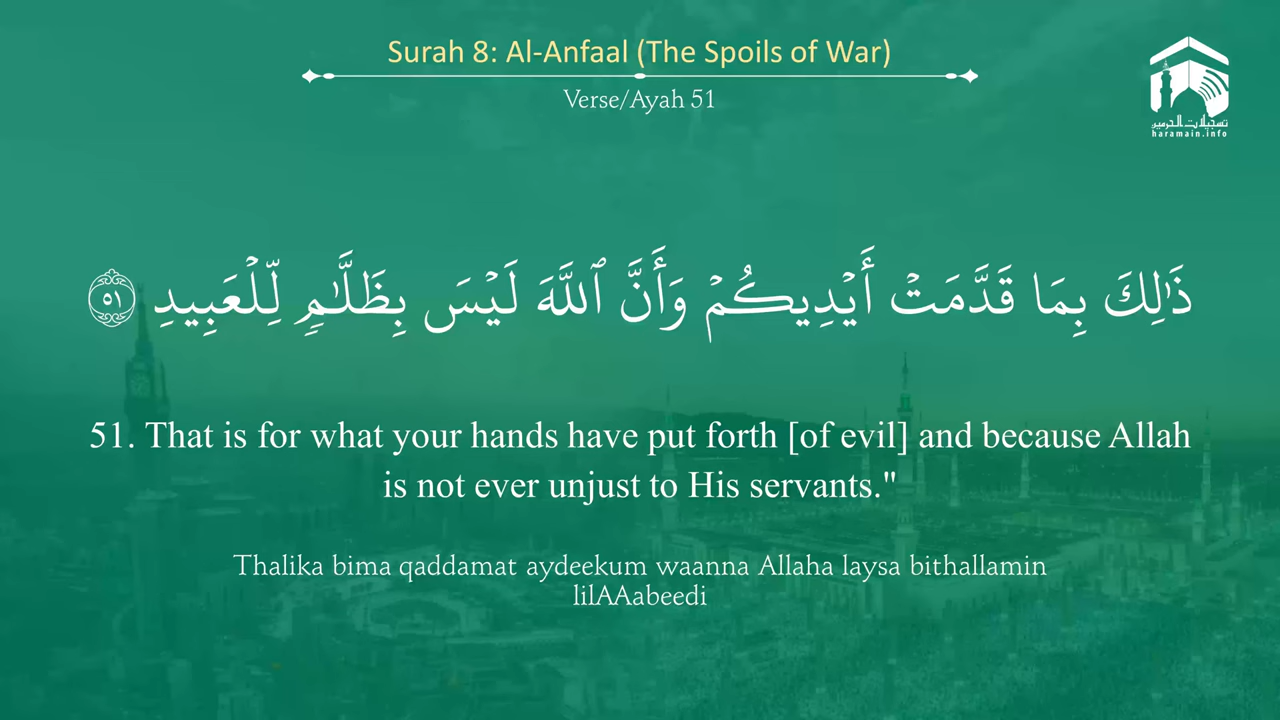 Surah 8: Al-Anfaal (The Spoils of War)
Verse/Ayah 51
تسجيلات الحرمين
haramain.info
ذَٰلِكَ بِمَا قَدَّمَتْ أَيْدِيكُمْ وَأَنَّ ٱللَّهَ لَيْسَ بِظَلَّـٰمٍ لِّلْعَبِيدِ ٥١
51. That is for what your hands have put forth [of evil] and because Allah
is not ever unjust to His servants."
Thalika bima qaddamat aydeekum waanna Allaha laysa bithallamin
lilAAabeedi